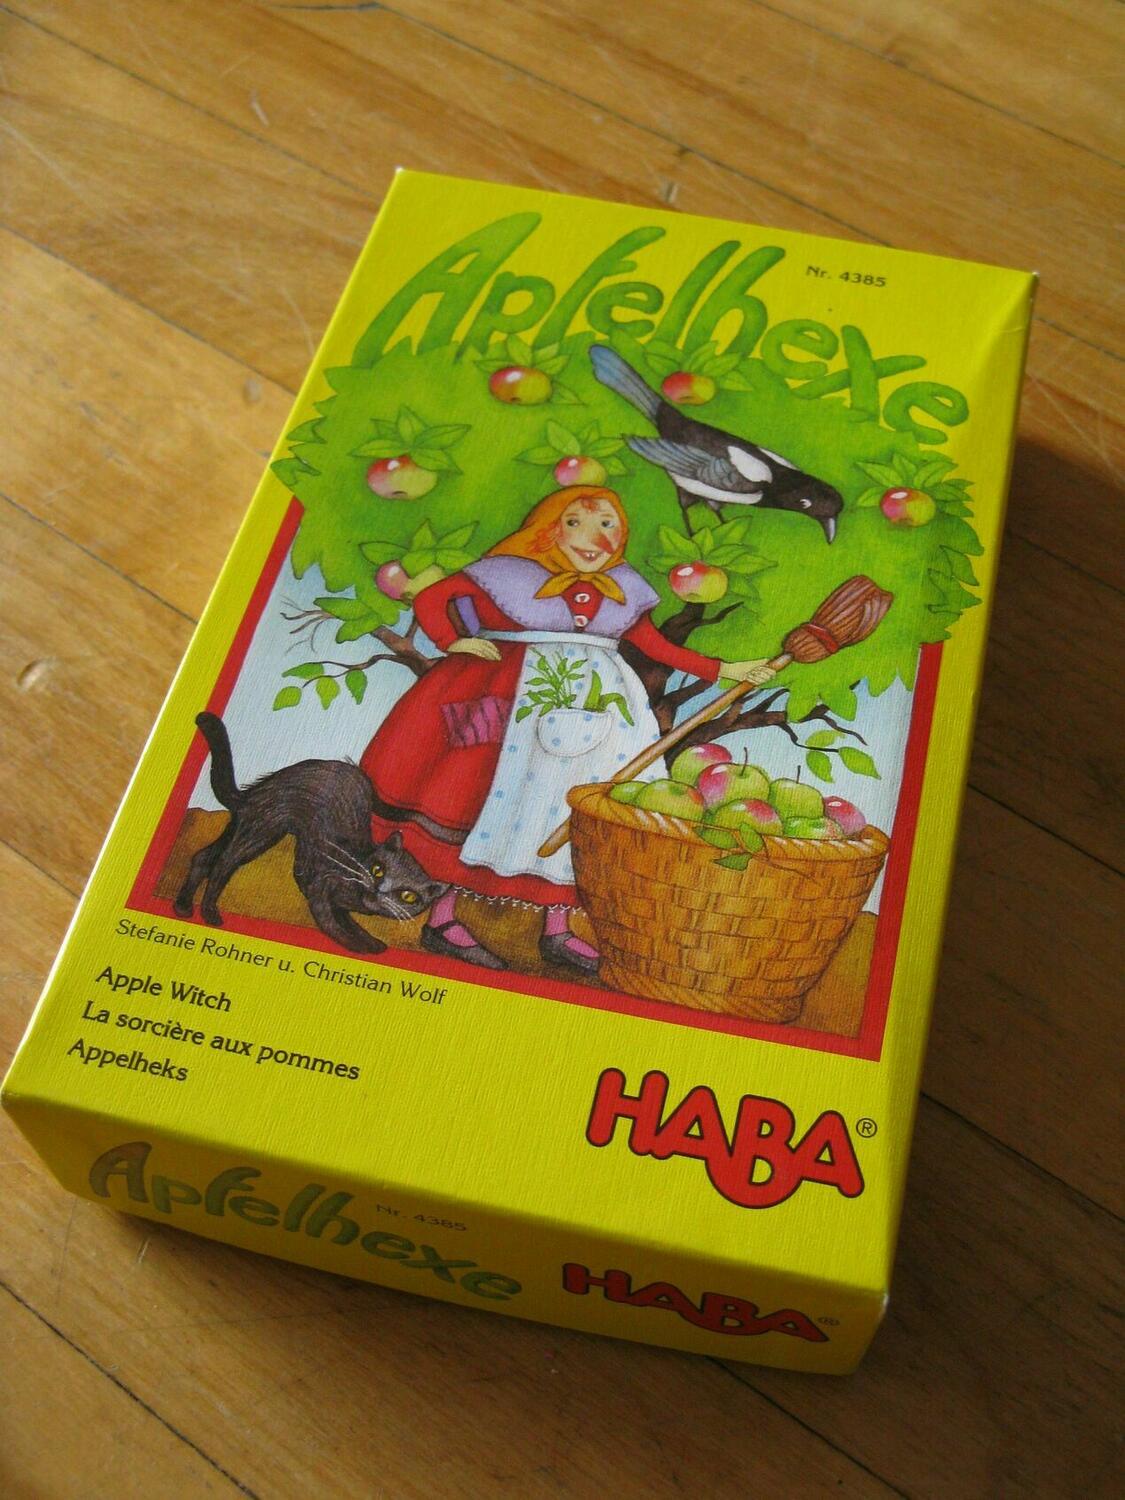 Apfelhexe
Nr. 4385
Stefanie Rohner u. Christian Wolf
Apple Witch
La sorcière aux pommes
Appelheks
HABA®
Apfelhexe
Nr. 4385
HABA®